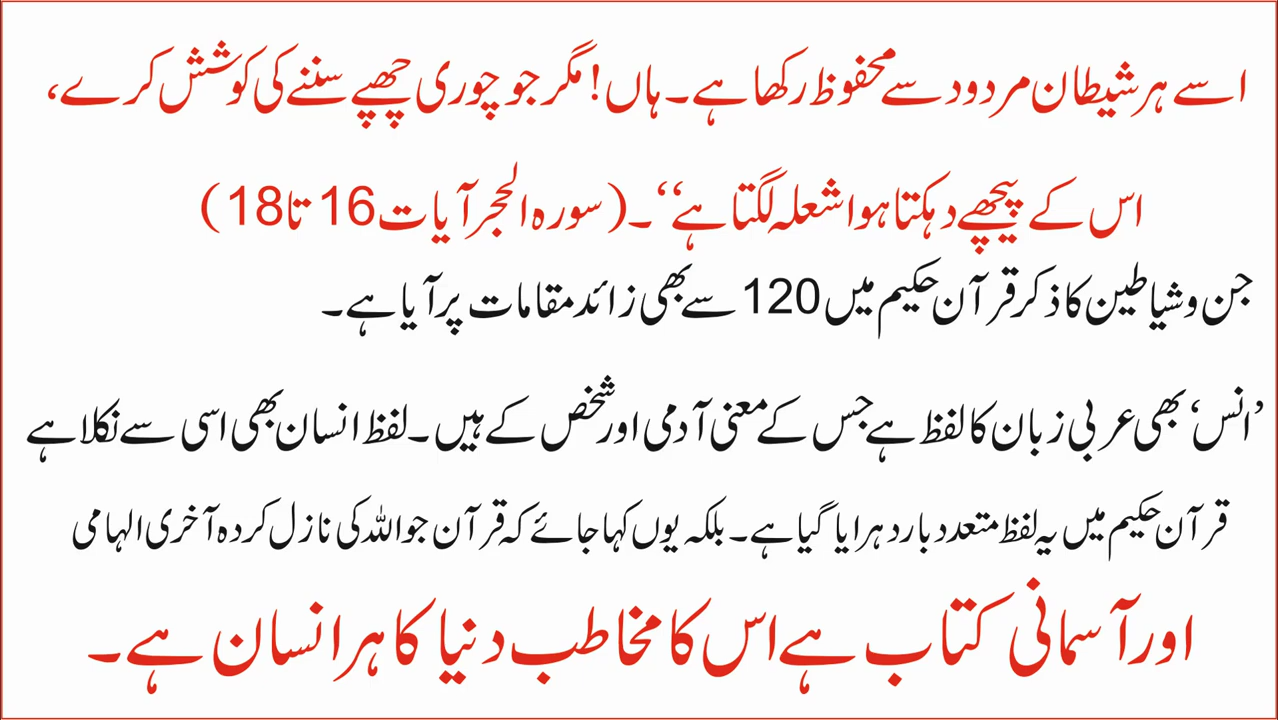 اسے ہر شیطان مردود سے محفوظ رکھا ہے۔ ہاں! مگر جو چوری چھپے سننے کی کوشش کرے،
اس کے پیچھے دہکتا ہوا شعلہ لگتا ہے‘‘۔ (سورہ الحجر آیات 16 تا 18)
جن و شیاطین کا ذکر قرآن حکیم میں 120 سے بھی زائد مقامات پر آیا ہے۔
’انس‘ بھی عربی زبان کا لفظ ہے جس کے معنی آدمی اور شخص کے ہیں۔ لفظ انسان بھی اسی سے نکلا ہے
قرآن حکیم میں یہ لفظ متعدد بار دہرایا گیا ہے۔ بلکہ یوں کہا جائے کہ قرآن جو اللہ کی نازل کردہ آخری الہامی
اور آسمانی کتاب ہے اس کا مخاطب دنیا کا ہر انسان ہے۔